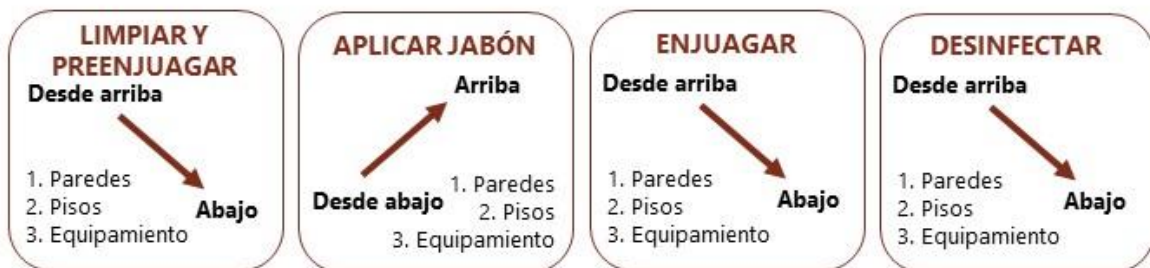 LIMPIAR Y
PREENJUAGAR
Desde arriba
1. Paredes
2. Pisos
3. Equipamiento
Abajo
APLICAR JABÓN
Arriba
Desde abajo
1. Paredes
2. Pisos
3. Equipamiento
ENJUAGAR
Desde arriba
1. Paredes
2. Pisos
3. Equipamiento
Abajo
DESINFECTAR
Desde arriba
1. Paredes
2. Pisos
3. Equipamiento
Abajo